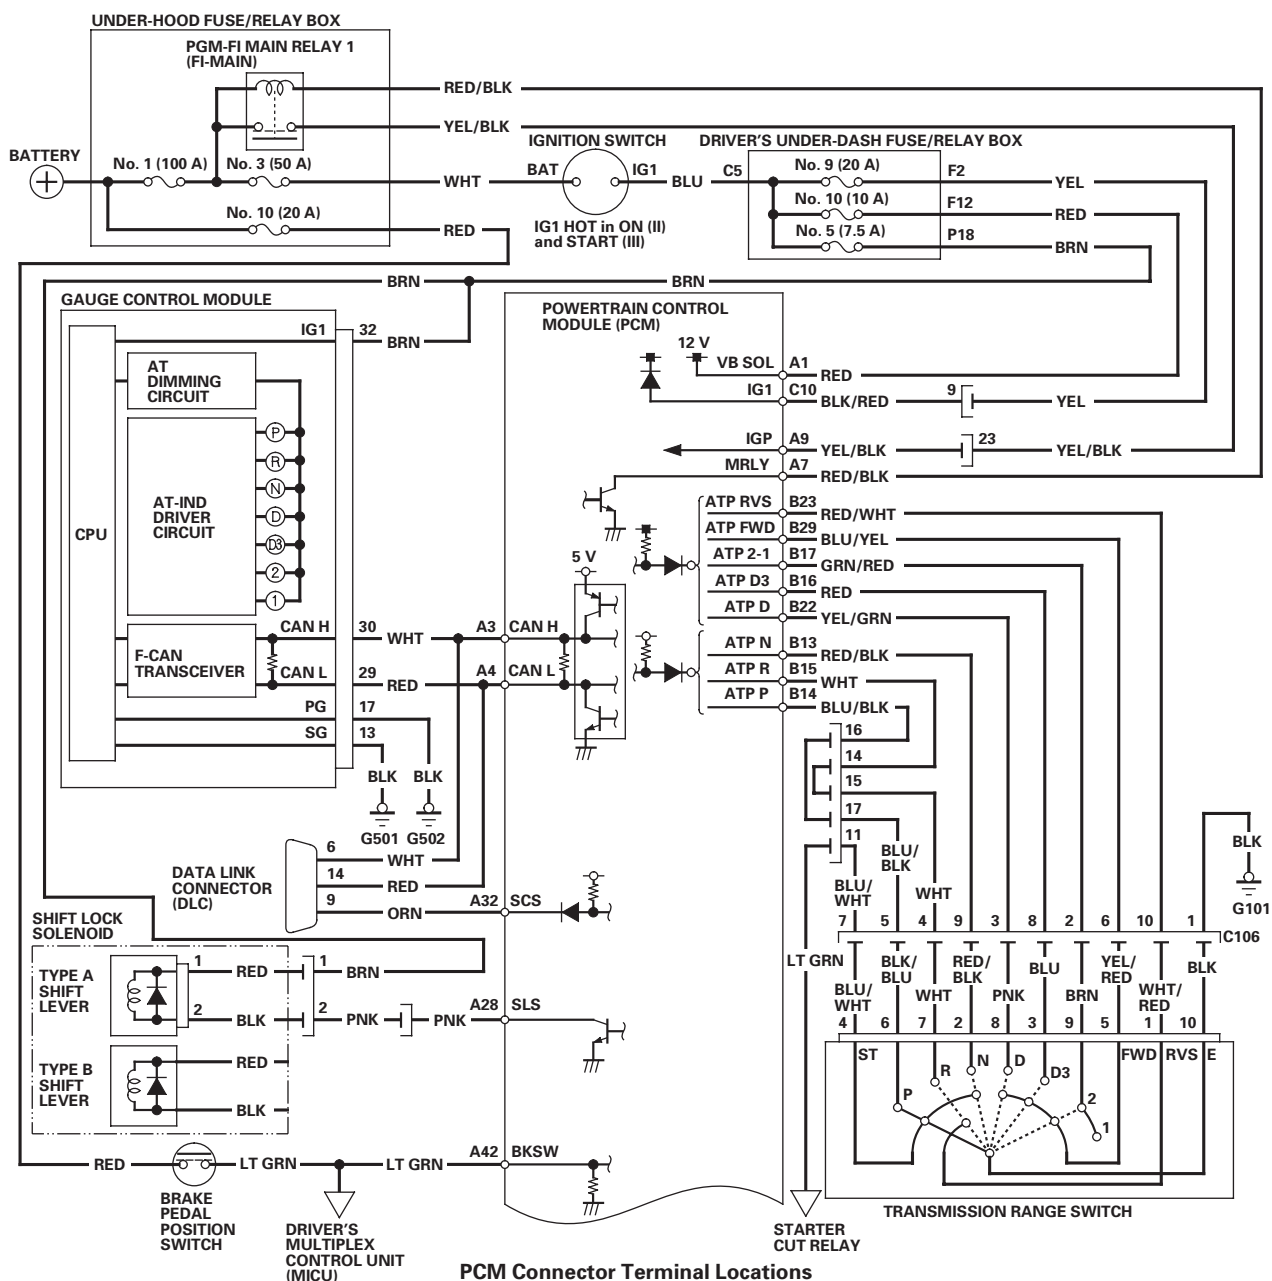 UNDER-HOOD FUSE/RELAY BOX
PGM-FI MAIN RELAY 1
(FI-MAIN)
RED/BLK
YEL/BLK
BATTERY
No. 1 (100 A)
No. 3 (50 A)
WHT
No. 10 (20 A)
RED
IGNITION SWITCH
BAT
IG1
BLU
IG1 HOT in ON (II)
and START (III)
DRIVER'S UNDER-DASH FUSE/RELAY BOX
C5
No. 9 (20 A)
F2
YEL
No. 10 (10 A)
F12
RED
No. 5 (7.5 A)
P18
BRN
BRN
BRN
GAUGE CONTROL MODULE
IG1
32
BRN
AT
DIMMING
CIRCUIT
CPU
AT-IND
DRIVER
CIRCUIT
P
R
N
D
D3
2
1
F-CAN
TRANSCEIVER
CAN H
30
WHT
CAN L
29
RED
PG
17
SG
13
BLK
BLK
G501
G502
POWERTRAIN CONTROL
MODULE (PCM)
12 V
VB SOL
A1
RED
IG1
C10
BLK/RED
9
YEL
IGP
A9
YEL/BLK
23
YEL/BLK
MRLY
A7
RED/BLK
ATP RVS
B23
RED/WHT
ATP FWD
B29
BLU/YEL
ATP 2-1
B17
GRN/RED
ATP D3
B16
RED
ATP D
B22
YEL/GRN
ATP N
B13
RED/BLK
ATP R
B15
WHT
ATP P
B14
BLU/BLK
5 V
A3
CAN H
A4
CAN L
16
14
15
17
11
BLU/
BLK
BLU/
WHT
WHT
BLK
G101
DATA LINK
CONNECTOR
(DLC)
6
WHT
14
RED
9
ORN
A32
SCS
7
5
4
9
3
8
2
6
10
1
C106
LT GRN
BLU/
WHT
BLK/
BLU
WHT
RED/
BLK
PNK
BLU
BRN
YEL/
RED
WHT/
RED
BLK
4
6
7
2
8
3
9
5
1
10
ST
FWD
RVS
E
P
R
N
D
D3
2
1
TRANSMISSION RANGE SWITCH
STARTER
CUT RELAY
SHIFT LOCK
SOLENOID
TYPE A
SHIFT
LEVER
1
RED
1
BRN
2
BLK
2
PNK
PNK
A28
SLS
TYPE B
SHIFT
LEVER
RED
BLK
RED
LT GRN
LT GRN
A42
BKSW
BRAKE
PEDAL
POSITION
SWITCH
DRIVER'S
MULTIPLEX
CONTROL UNIT
(MICU)
PCM Connector Terminal Locations